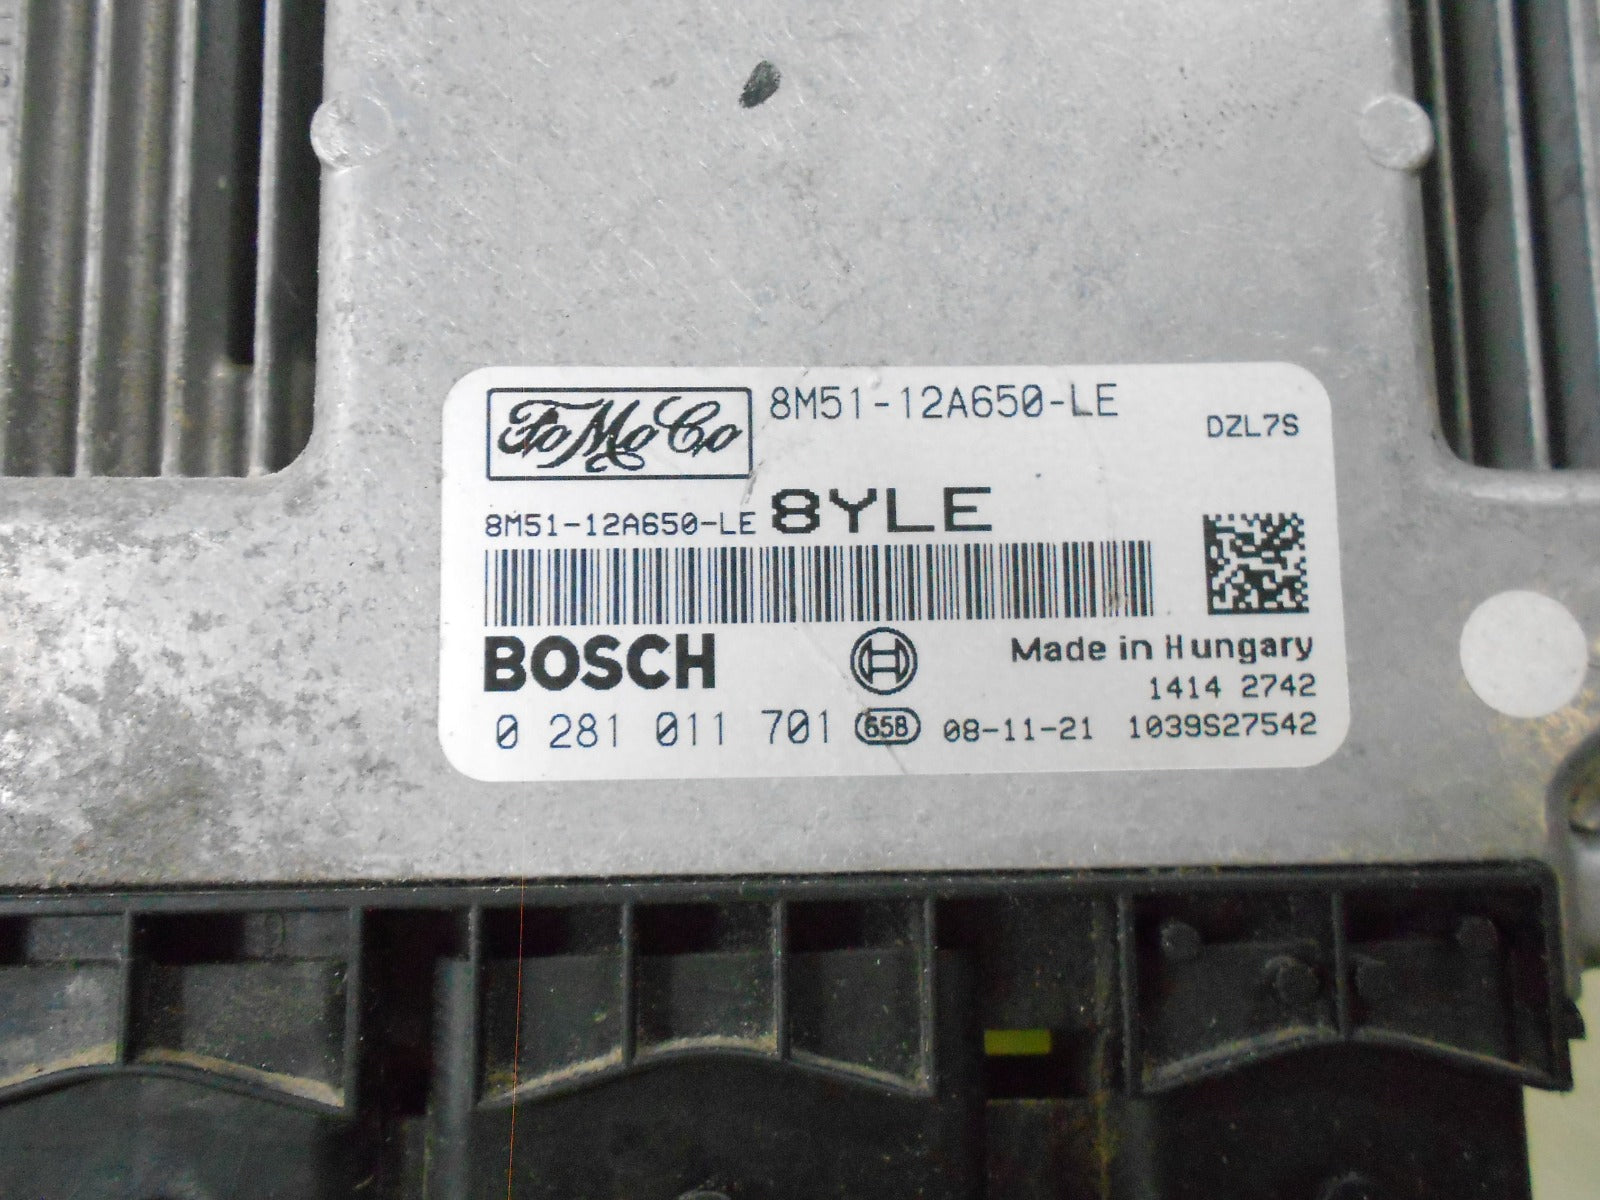 FoMoCo 8M51-12A650-LE
DZL7S
8M51-12A650-LE 8YLE
BOSCH
Made in Hungary
1414 2742
0 281 011 701 658 08-11-21 1039S27542